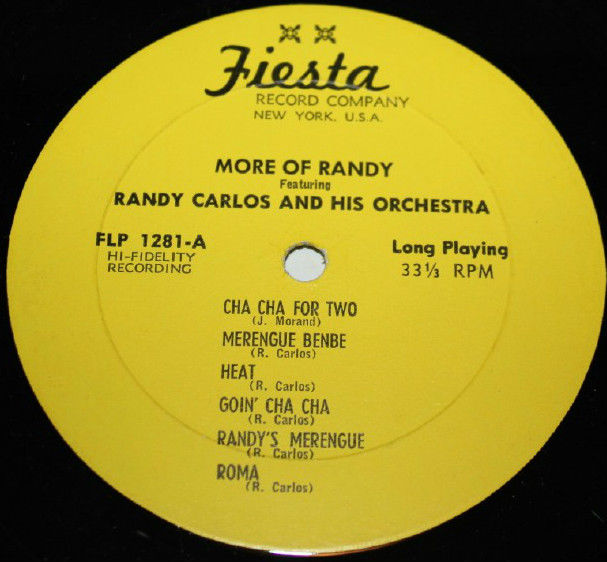 Fiesta
RECORD COMPANY
NEW YORK, U.S.A.
MORE OF RANDY
Featuring
RANDY CARLOS AND HIS ORCHESTRA
FLP 1281-A
HI-FIDELITY
RECORDING
Long Playing
33⅓ RPM
CHA CHA FOR TWO
(J. Morand)
MERENGUE BENBE
(R. Carlos)
HEAT
(R. Carlos)
GOIN' CHA CHA
(R. Carlos)
RANDY'S MERENGUE
(R. Carlos)
ROMA
(R. Carlos)